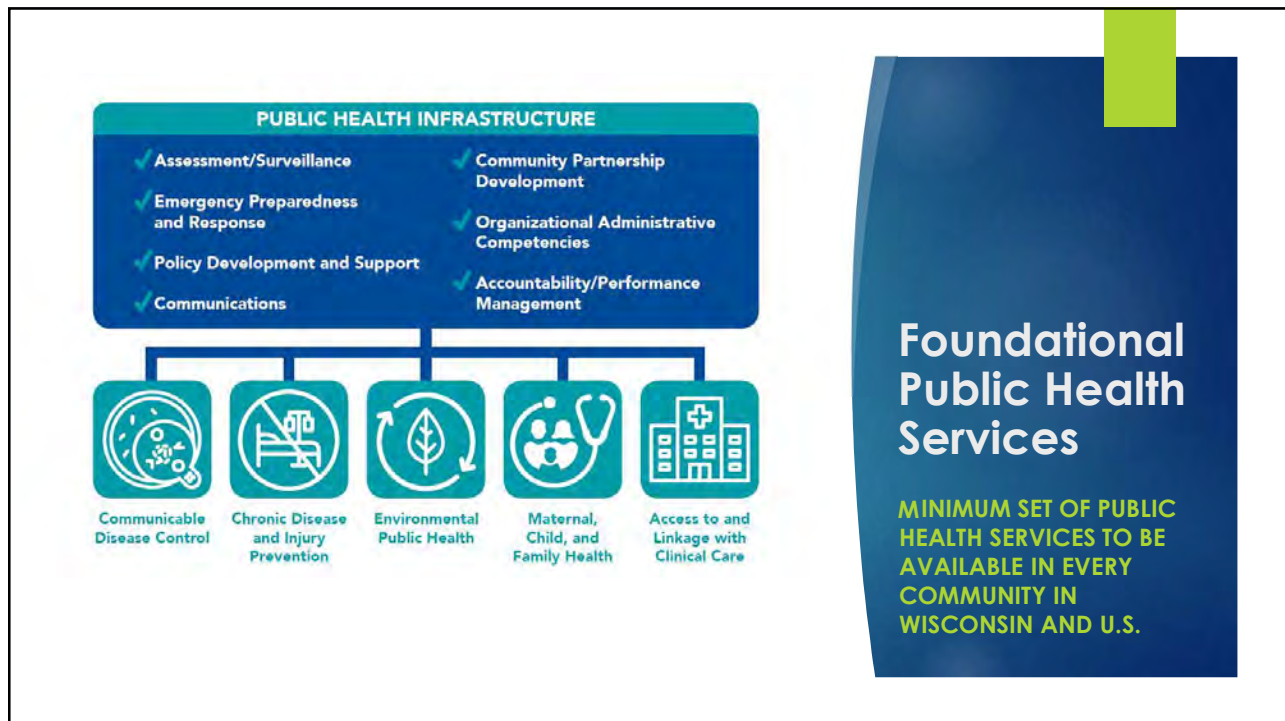 PUBLIC HEALTH INFRASTRUCTURE
Assessment/Surveillance
Emergency Preparedness
and Response
Policy Development and Support
Communications
Community Partnership
Development
Organizational Administrative
Competencies
Accountability/Performance
Management
Communicable
Disease Control
Chronic Disease
and Injury
Prevention
Environmental
Public Health
Maternal,
Child, and
Family Health
Access to and
Linkage with
Clinical Care
Foundational
Public Health
Services
MINIMUM SET OF PUBLIC
HEALTH SERVICES TO BE
AVAILABLE IN EVERY
COMMUNITY IN
WISCONSIN AND U.S.